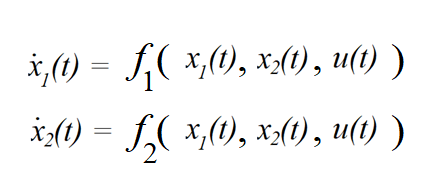 ẋ₁(t) = f₁( x₁(t), x₂(t), u(t) )
ẋ₂(t) = f₂( x₁(t), x₂(t), u(t) )